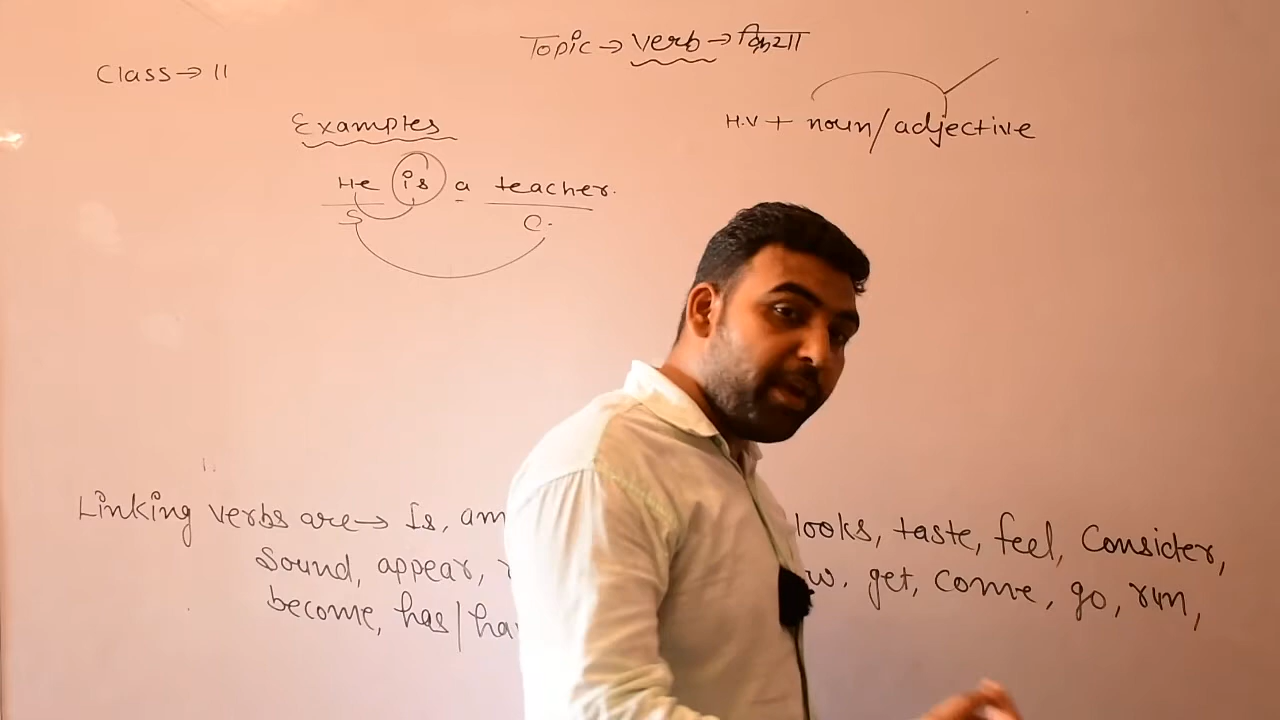 Topic → Verb → क्रिया
Class → 11
Examples
H.V + noun/adjective
He is a teacher.
S C.
Linking verbs are → Is, am looks, taste, feel, Consider,
Sound, appear, get, come, go, run,
become, has/